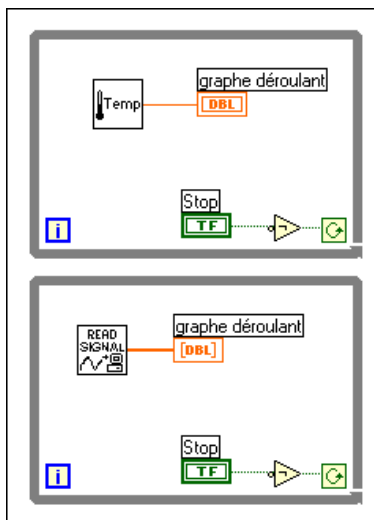 graphe déroulant
Temp
DBL
Stop
TF
i
READ
SIGNAL
graphe déroulant
[DBL]
Stop
TF
i